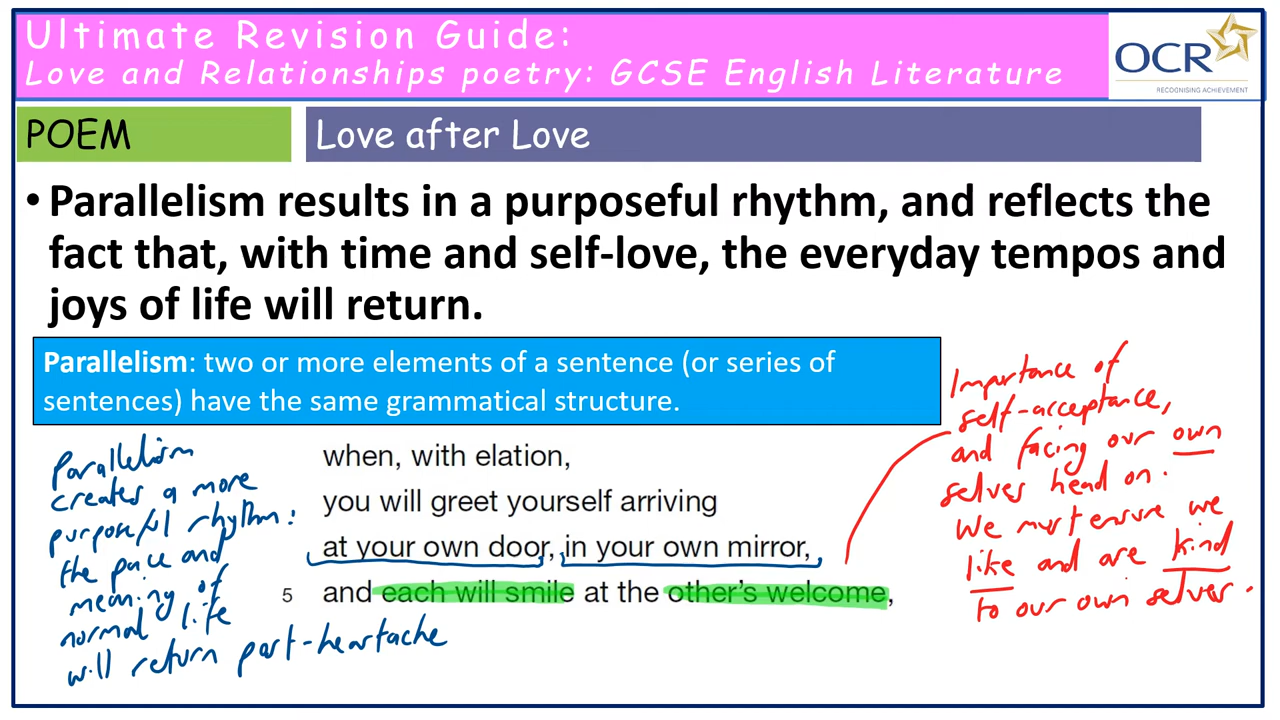 Ultimate Revision Guide:
Love and Relationships poetry: GCSE English Literature
OCR
RECOGNISING ACHIEVEMENT
POEM
Love after Love
• Parallelism results in a purposeful rhythm, and reflects the
fact that, with time and self-love, the everyday tempos and
joys of life will return.
Parallelism: two or more elements of a sentence (or series of
sentences) have the same grammatical structure.
Parallelism
creates a more
purposeful rhythm:
the pace and
meaning of
normal life
will return part-heartache
when, with elation,
you will greet yourself arriving
at your own door, in your own mirror,
5 and each will smile at the other's welcome,
Importance of
self-acceptance,
and facing our own
selves head on.
We must ensure we
like and are kind
to our own selves.